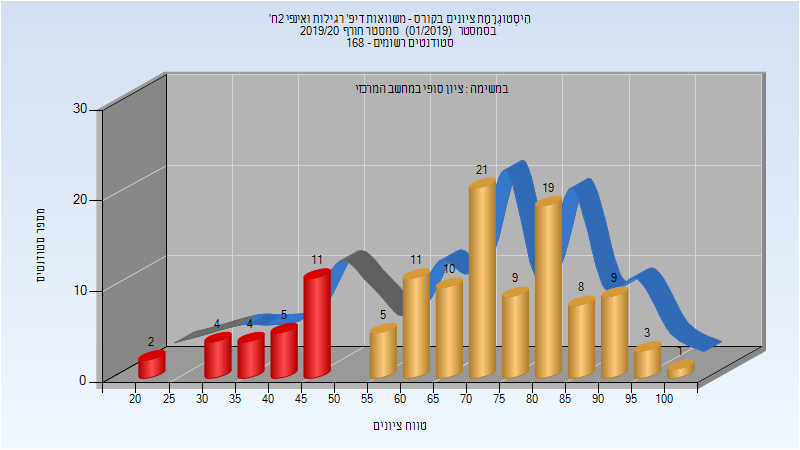 הִיסְטוֹגְרָמַת ציונים בקורס - משוואות דיפ' רגילות ואינפי 2ח'
בסמסטר (01/2019) סמסטר חורף 2019/20
סטודנטים רשומים - 168
במשימה : ציון סופי במחשב המרכזי
מספר סטודנטים
30
20
10
0
2
4
4
5
11
5
11
10
21
9
19
8
9
3
1
20 25 30 35 40 45 50 55 60 65 70 75 80 85 90 95 100
טווח ציונים